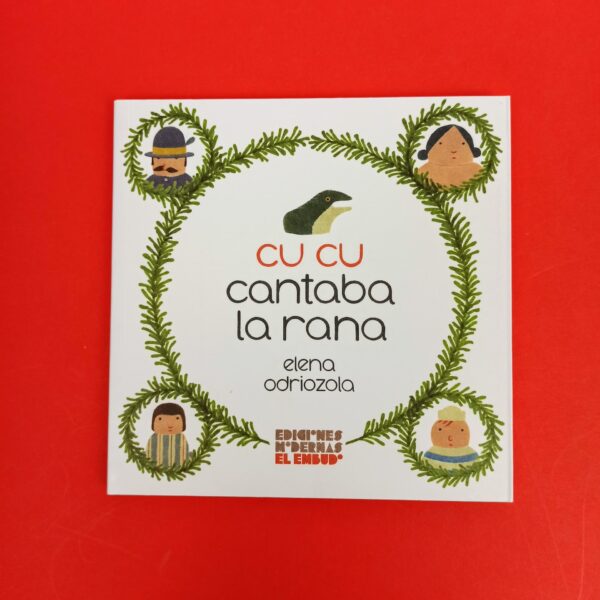 cu cu
cantaba
la rana
elena
odriozola
EDICIONES
MODERNAS
EL EMBUDO